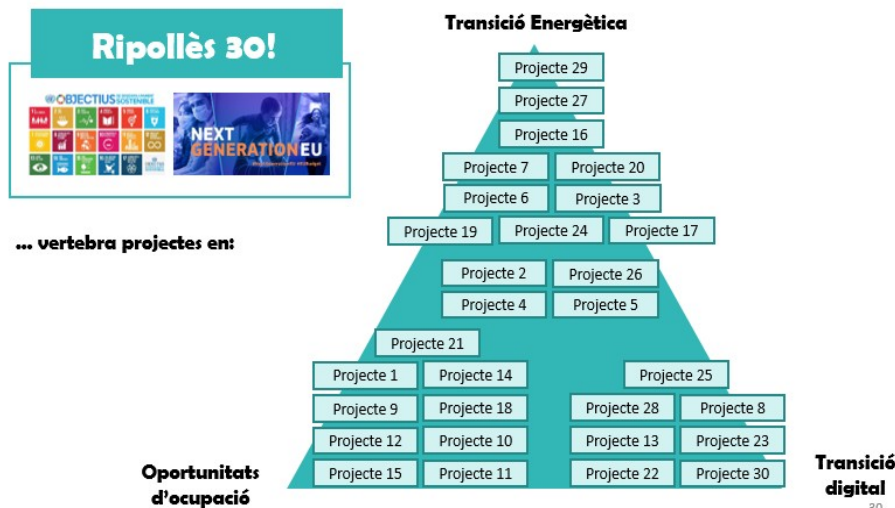 Ripollès 30!
OBJECTIUS
SOSTENIBLE
NEXT
GENERATIONEU
... vertebra projectes en:
Transició Energètica
Projecte 29
Projecte 27
Projecte 16
Projecte 7 Projecte 20
Projecte 6 Projecte 3
Projecte 19 Projecte 24 Projecte 17
Projecte 2 Projecte 26
Projecte 4 Projecte 5
Projecte 21
Projecte 1 Projecte 14 Projecte 25
Projecte 9 Projecte 18 Projecte 28 Projecte 8
Projecte 12 Projecte 10 Projecte 13 Projecte 23
Projecte 15 Projecte 11 Projecte 22 Projecte 30
Oportunitats
d'ocupació
Transició
digital
30